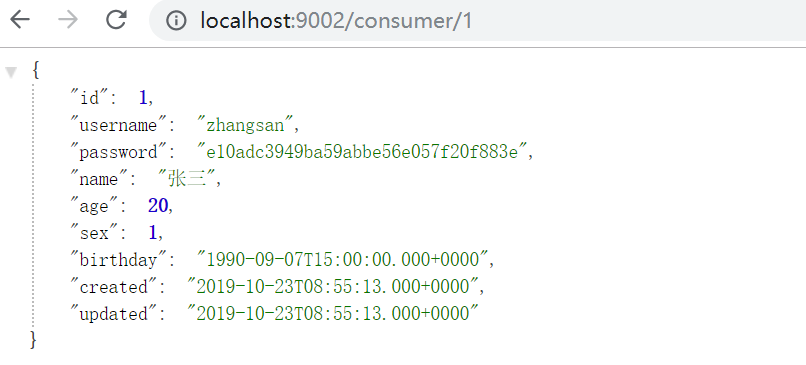 localhost:9002/consumer/1
{
"id": 1,
"username": "zhangsan",
"password": "e10adc3949ba59abbe56e057f20f883e",
"name": "张三",
"age": 20,
"sex": 1,
"birthday": "1990-09-07T15:00:00.000+0000",
"created": "2019-10-23T08:55:13.000+0000",
"updated": "2019-10-23T08:55:13.000+0000"
}